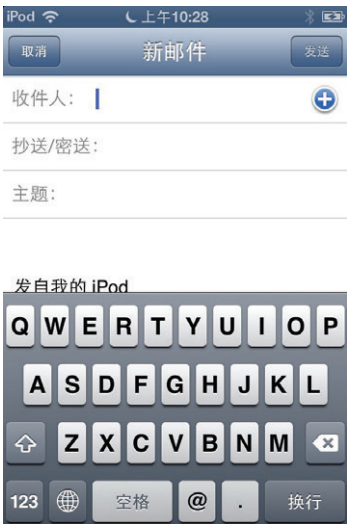 iPod 上午10:28
取消 新邮件 发送
收件人:
抄送/密送:
主题:
发自我的 iPod
Q W E R T Y U I O P
A S D F G H J K L
Z X C V B N M
123 空格 @ . 换行